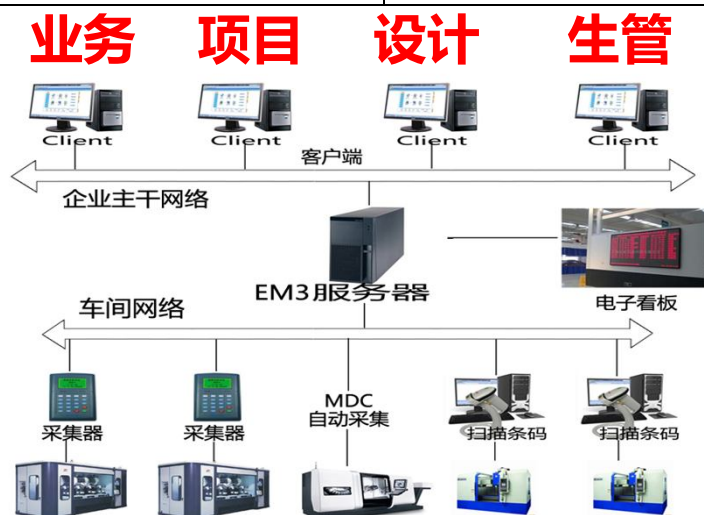 业务 项目 设计 生管
Client Client Client Client
客户端
企业主干网络
EM3服务器
电子看板
车间网络
MDC
自动采集
采集器 采集器 扫描条码 扫描条码